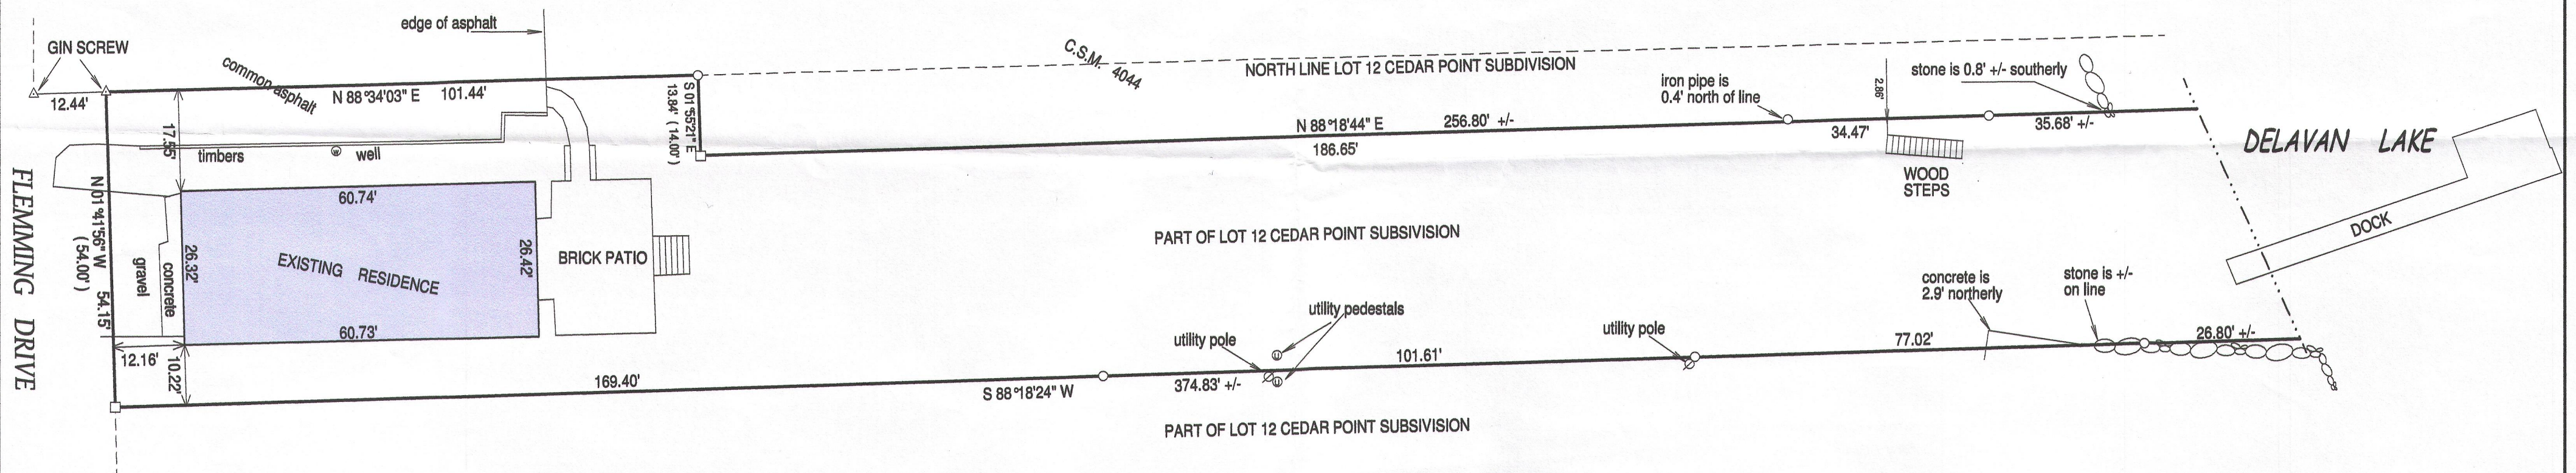 edge of asphalt
GIN SCREW
common asphalt
12.44'
N 88°34'03" E 101.44'
C.S.M. 4044
NORTH LINE LOT 12 CEDAR POINT SUBDIVISION
iron pipe is
0.4' north of line
2.86'
stone is 0.8' +/- southerly
S 01°55'21" E
13.84' ( 14.00' )
N 88°18'44" E 256.80' +/-
186.65'
34.47'
35.68' +/-
DELAVAN LAKE
17.55'
timbers
well
WOOD
STEPS
60.74'
FLEMMING DRIVE
N 01°41'56" W 54.15'
( 54.00' )
gravel
concrete
26.32'
EXISTING RESIDENCE
26.42'
BRICK PATIO
PART OF LOT 12 CEDAR POINT SUBSIVISION
DOCK
60.73'
concrete is
2.9' northerly
stone is +/-
on line
utility pedestals
utility pole
utility pole
12.16'
10.22'
169.40'
S 88°18'24" W
374.83' +/-
101.61'
77.02'
26.80' +/-
PART OF LOT 12 CEDAR POINT SUBSIVISION